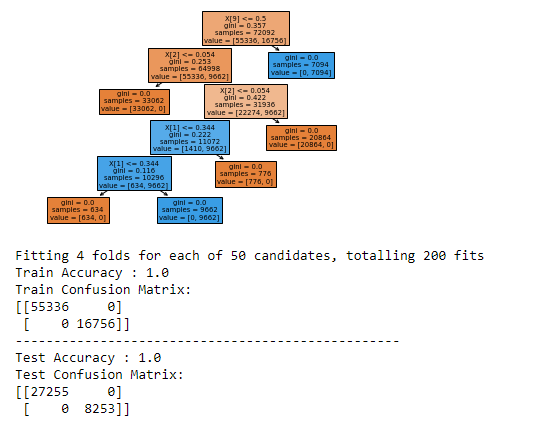 X[9] <= 0.5
gini = 0.357
samples = 72092
value = [55336, 16756]
X[2] <= 0.054
gini = 0.253
samples = 64998
value = [55336, 9662]
gini = 0.0
samples = 7094
value = [0, 7094]
gini = 0.0
samples = 33062
value = [33062, 0]
X[2] <= 0.054
gini = 0.422
samples = 31936
value = [22274, 9662]
X[1] <= 0.344
gini = 0.222
samples = 11072
value = [1410, 9662]
gini = 0.0
samples = 20864
value = [20864, 0]
X[1] <= 0.344
gini = 0.116
samples = 10296
value = [634, 9662]
gini = 0.0
samples = 776
value = [776, 0]
gini = 0.0
samples = 634
value = [634, 0]
gini = 0.0
samples = 9662
value = [0, 9662]
Fitting 4 folds for each of 50 candidates, totalling 200 fits
Train Accuracy : 1.0
Train Confusion Matrix:
[[55336     0]
 [    0 16756]]
--------------------------------------------------
Test Accuracy : 1.0
Test Confusion Matrix:
[[27255     0]
 [    0  8253]]